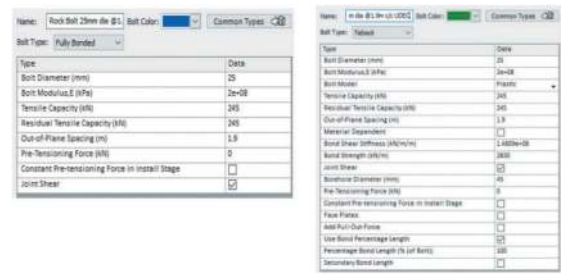 Name: Rock Bolt 25mm dia @1. Bolt Color: Common Types
Bolt Type: Fully Bonded
Type Data
Bolt Diameter (mm) 25
Bolt Modulus,E (kPa) 2e+08
Tensile Capacity (kN) 245
Residual Tensile Capacity (kN) 245
Out-of-Plane Spacing (m) 1.9
Pre-Tensioning Force (kN) 0
Constant Pre-tensioning Force in Install Stage
Joint Shear
Name: m dia @1.9m c/c UDEC Bolt Color: Common Types
Bolt Type: Tieback
Type Data
Bolt Diameter (mm) 25
Bolt Modulus,E (kPa) 2e+08
Bolt Model Plastic
Tensile Capacity (kN) 245
Residual Tensile Capacity (kN) 245
Out-of-Plane Spacing (m) 1.9
Material Dependent
Bond Shear Stiffness (kN/m/m)
Bond Strength (kN/m) 2800
Joint Shear
Borehole Diameter (mm) 45
Pre-Tensioning Force (kN) 0
Constant Pre-tensioning Force in Install Stage
Face Plates
Add Pull-Out Force
Use Bond Percentage Length
Percentage Bond Length (% of Bolt) 100
Secondary Bond Length